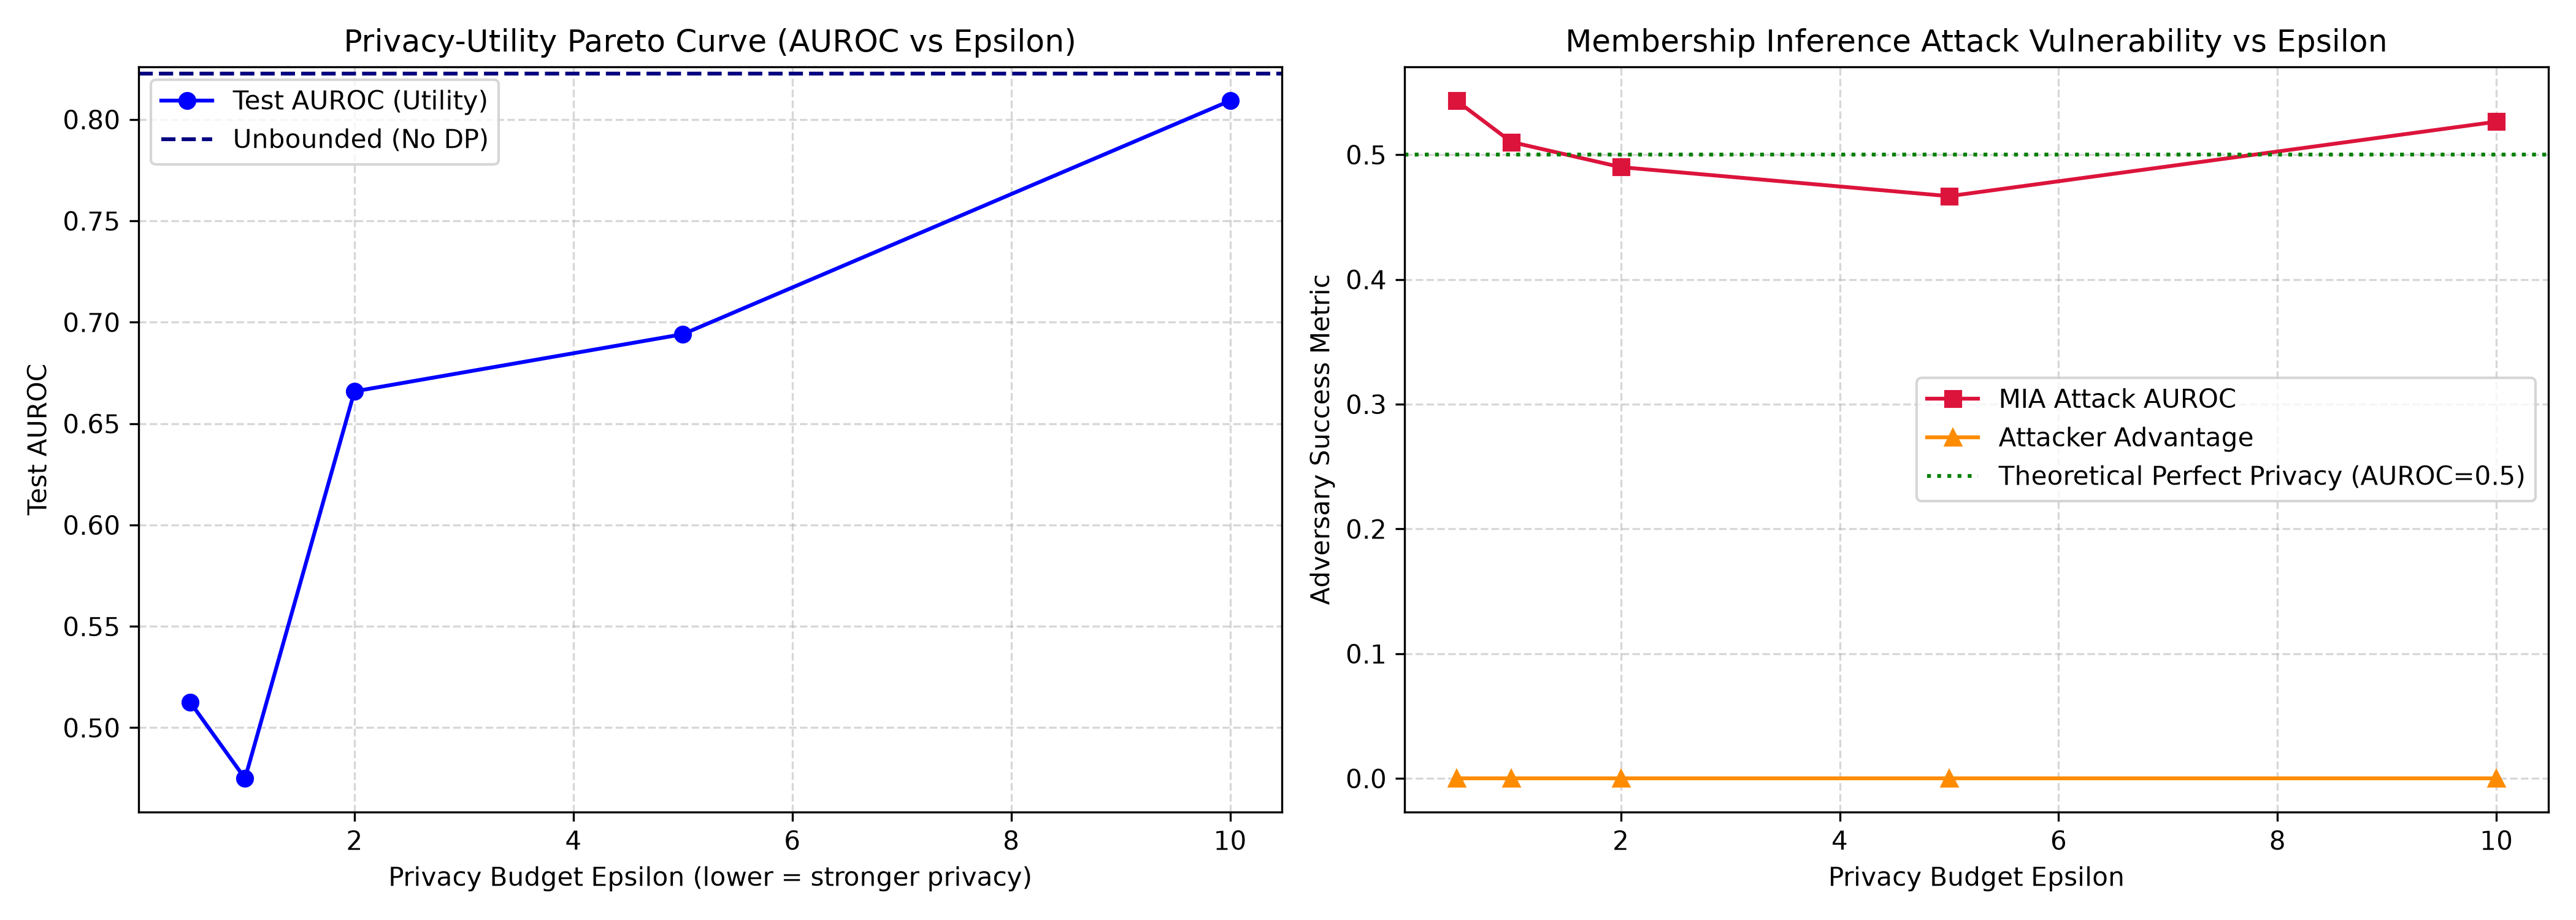 Privacy-Utility Pareto Curve (AUROC vs Epsilon)
Test AUROC (Utility)
Unbounded (No DP)
Test AUROC
0.80
0.75
0.70
0.65
0.60
0.55
0.50
2 4 6 8 10
Privacy Budget Epsilon (lower = stronger privacy)
Membership Inference Attack Vulnerability vs Epsilon
Adversary Success Metric
0.5
0.4
0.3
0.2
0.1
0.0
MIA Attack AUROC
Attacker Advantage
Theoretical Perfect Privacy (AUROC=0.5)
2 4 6 8 10
Privacy Budget Epsilon